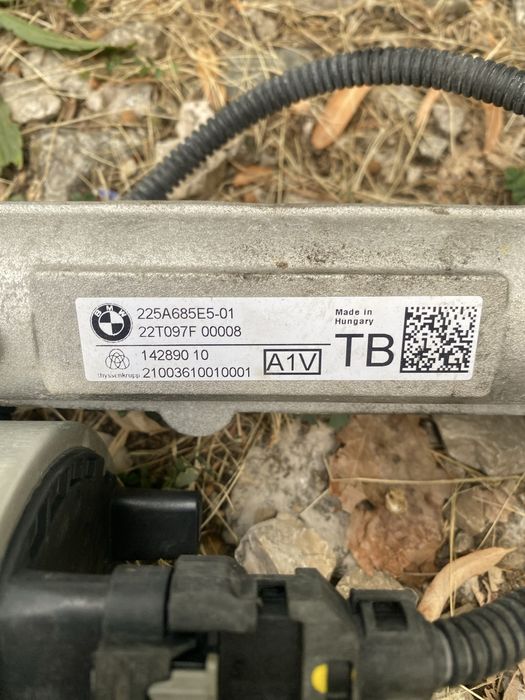 BMW
225A685E5-01
22T097F 00008
Made in
Hungary
142890 10
thyssenkrupp
21003610010001
A1V
TB